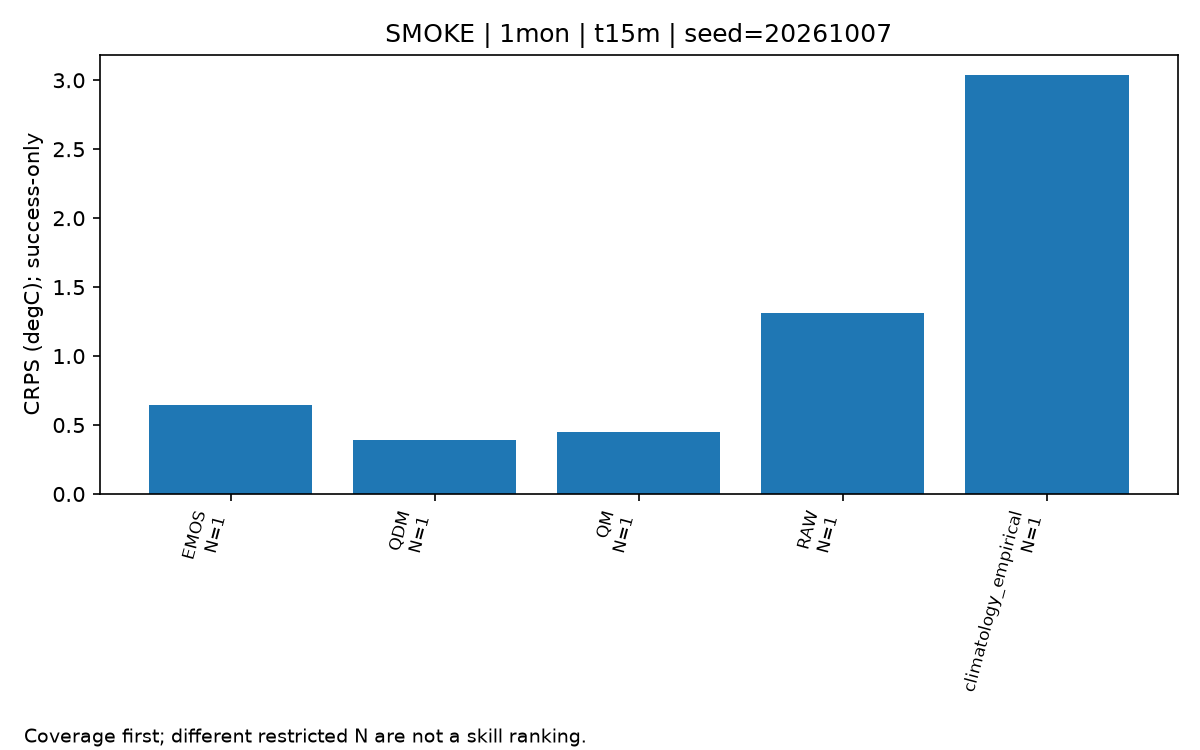 SMOKE | 1mon | t15m | seed=20261007
CRPS (degC); success-only
3.0
2.5
2.0
1.5
1.0
0.5
0.0
EMOS
N=1
QDM
N=1
QM
N=1
RAW
N=1
climatology_empirical
N=1
Coverage first; different restricted N are not a skill ranking.